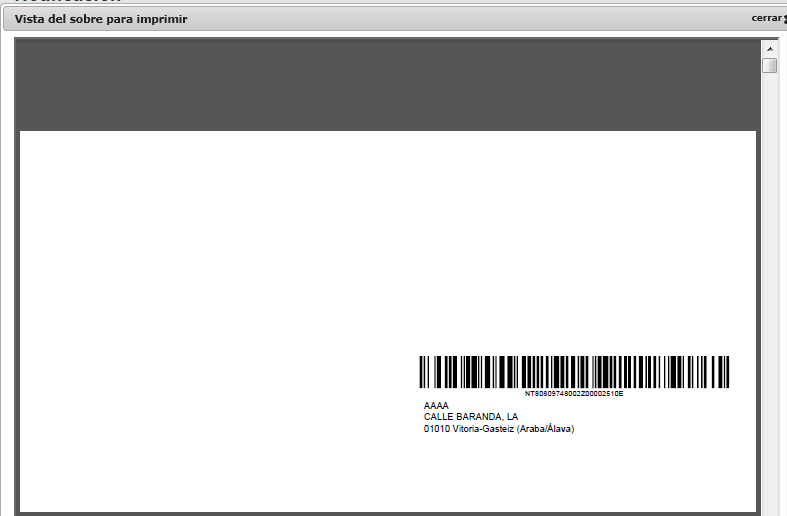 Vista del sobre para imprimir
cerrar
NT80809748002Z00002510E
AAAA
CALLE BARANDA, LA
01010 Vitoria-Gasteiz (Araba/Álava)